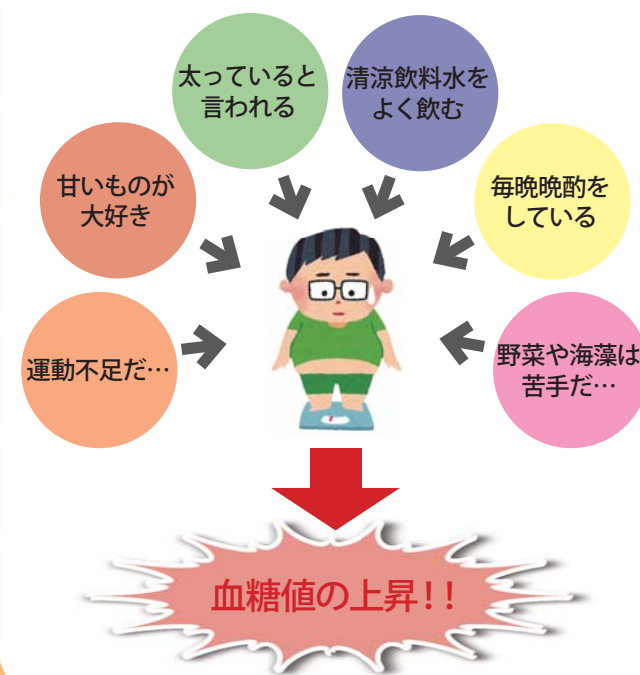 太っていると
言われる
清涼飲料水を
よく飲む
甘いものが
大好き
毎晩晩酌を
している
運動不足だ…
野菜や海藻は
苦手だ…
血糖値の上昇！！